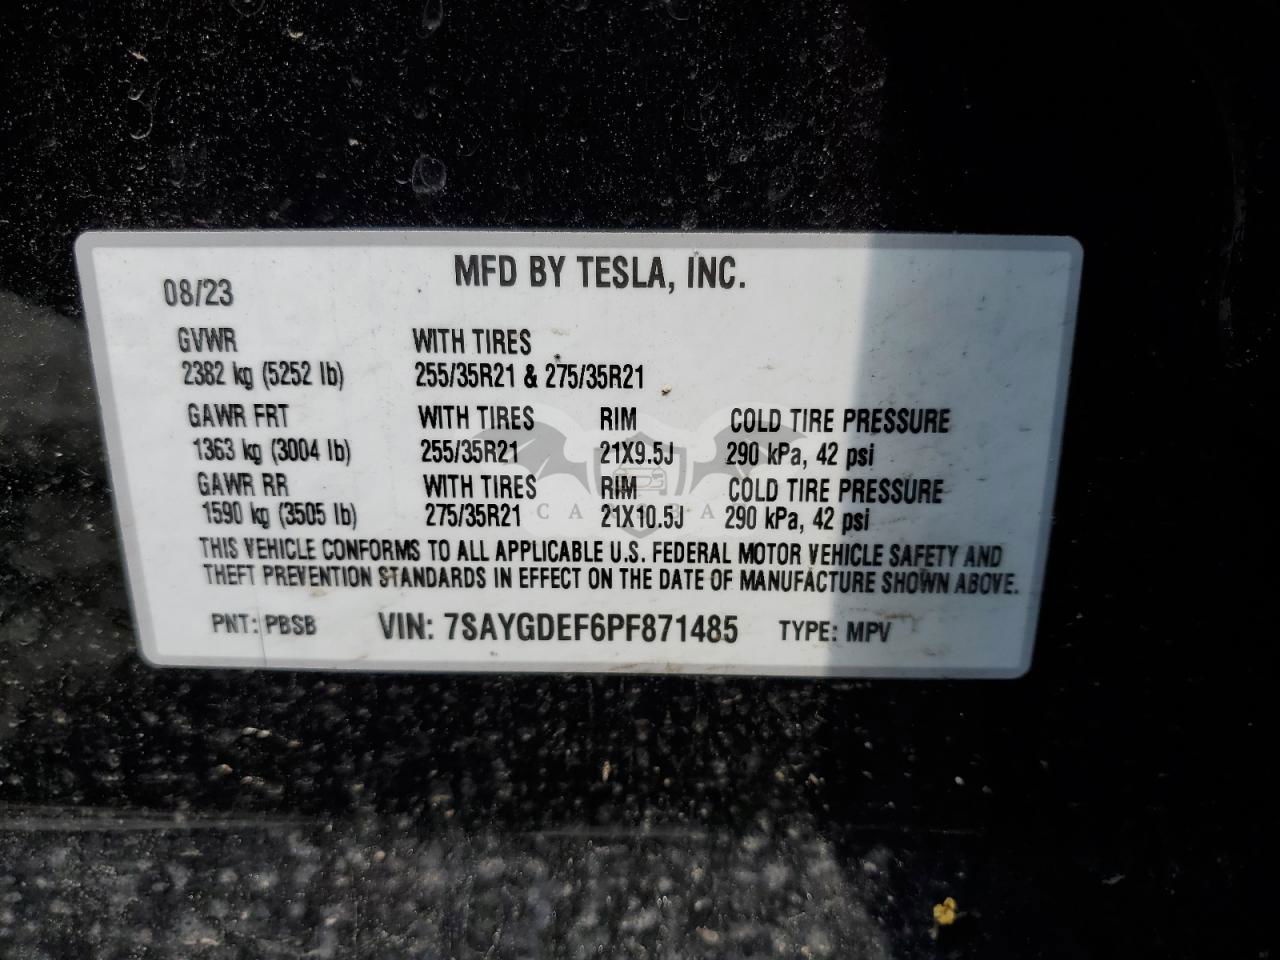 MFD BY TESLA, INC.
08/23
GVWR WITH TIRES
2382 kg (5252 lb) 255/35R21 & 275/35R21
GAWR FRT WITH TIRES RIM COLD TIRE PRESSURE
1363 kg (3004 lb) 255/35R21 21X9.5J 290 kPa, 42 psi
GAWR RR WITH TIRES RIM COLD TIRE PRESSURE
1590 kg (3505 lb) 275/35R21 21X10.5J 290 kPa, 42 psi
THIS VEHICLE CONFORMS TO ALL APPLICABLE U.S. FEDERAL MOTOR VEHICLE SAFETY AND
THEFT PREVENTION STANDARDS IN EFFECT ON THE DATE OF MANUFACTURE SHOWN ABOVE.
PNT: PBSB VIN: 7SAYGDEF6PF871485 TYPE: MPV